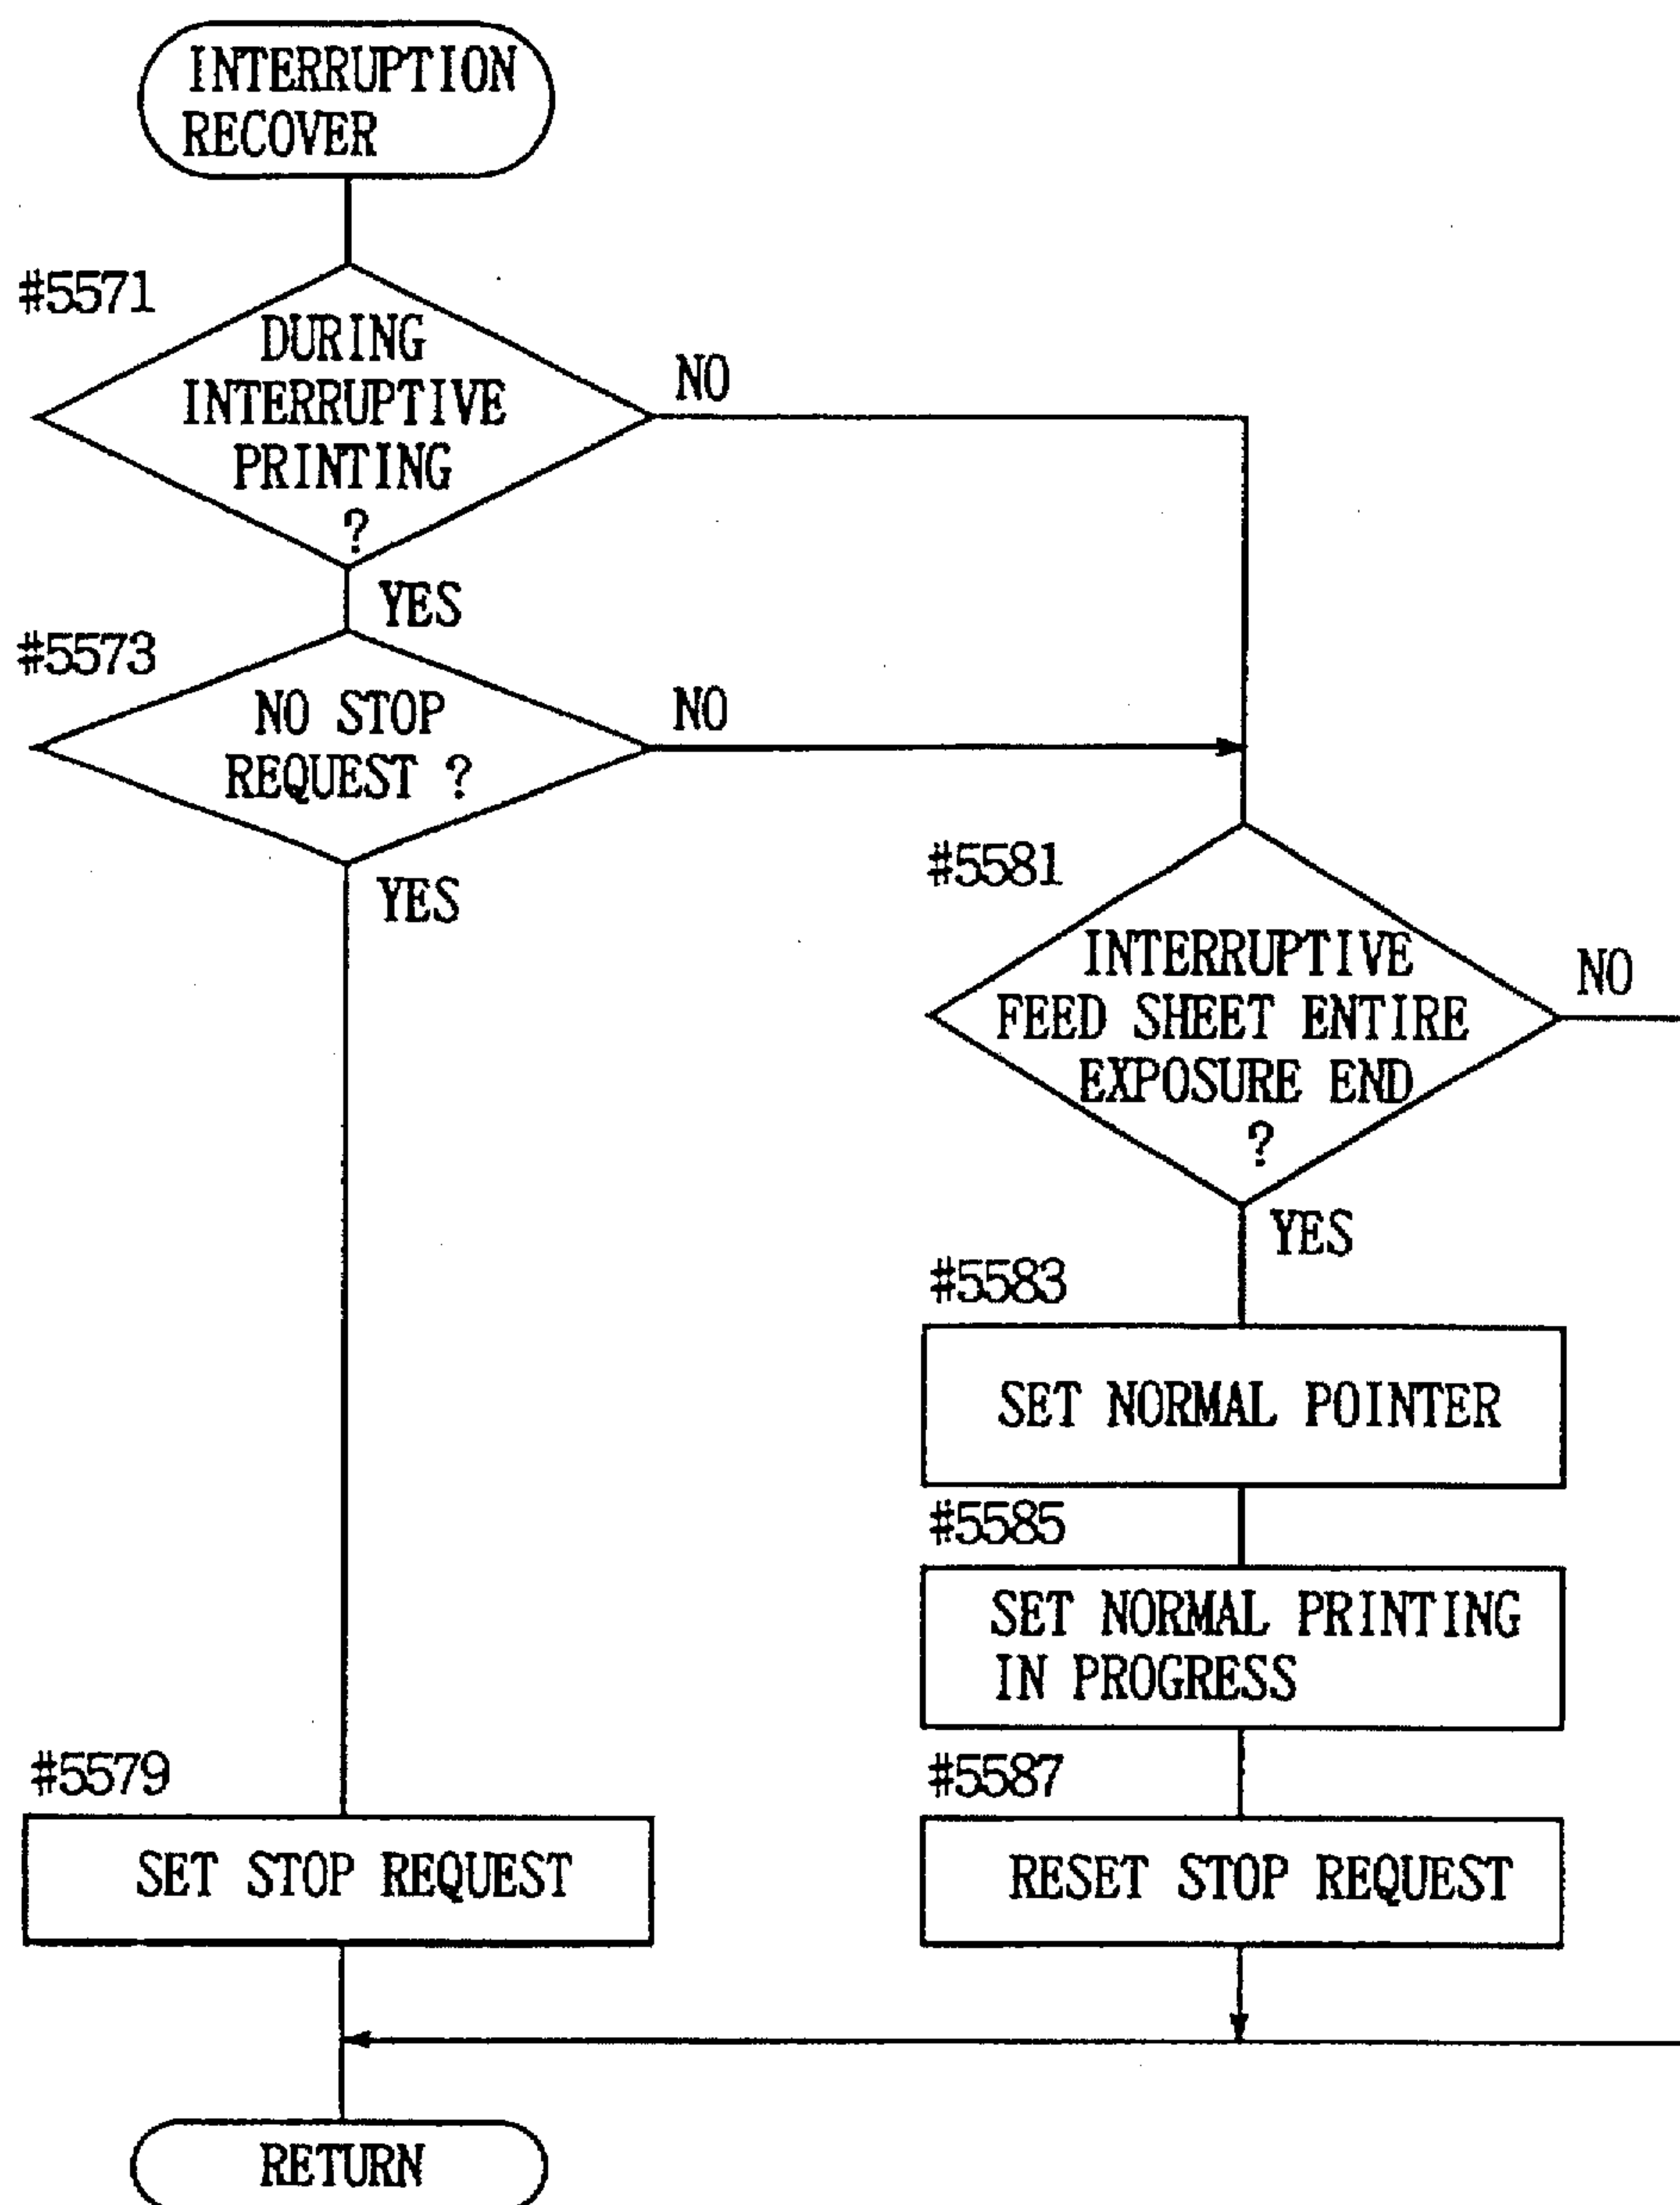 INTERRUPTION
RECOVER
#5571
DURING
INTERRUPTIVE
PRINTING
?
NO
YES
#5573
NO STOP
REQUEST ?
NO
YES
#5581
INTERRUPTIVE
FEED SHEET ENTIRE
EXPOSURE END
?
NO
YES
#5583
SET NORMAL POINTER
#5585
SET NORMAL PRINTING
IN PROGRESS
#5579
SET STOP REQUEST
#5587
RESET STOP REQUEST
RETURN